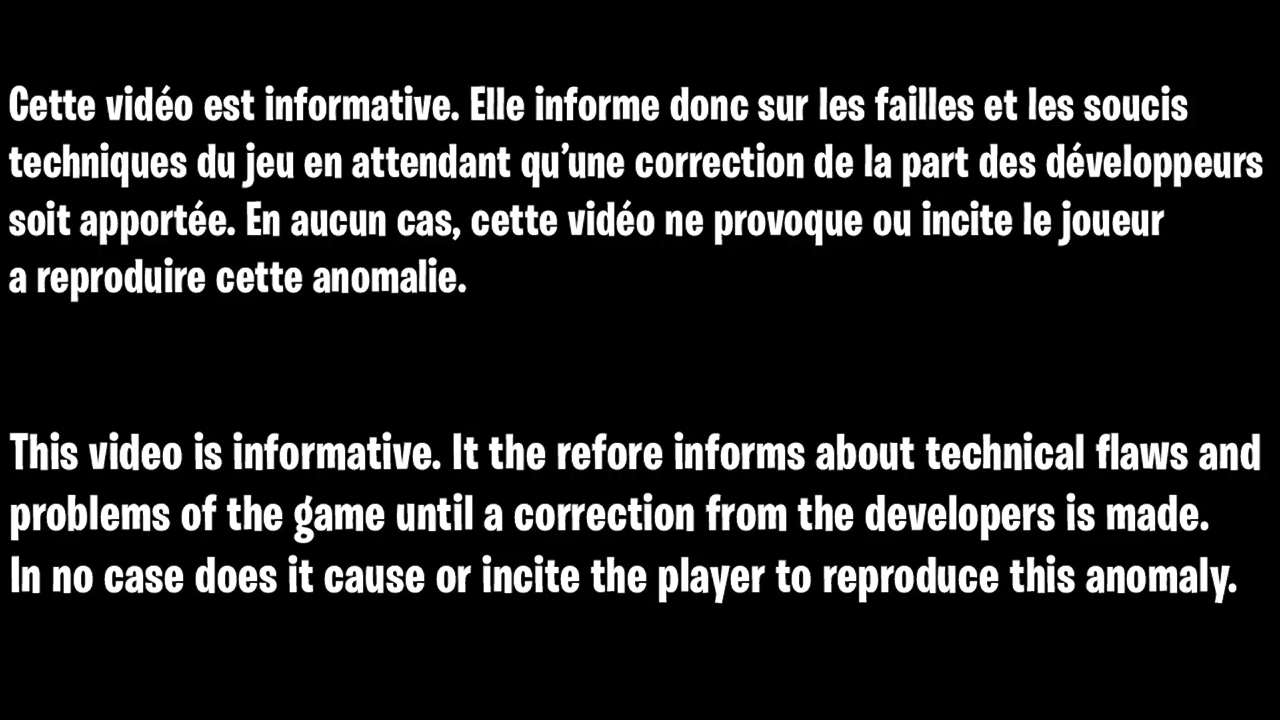 Cette vidéo est informative. Elle informe donc sur les failles et les soucis
techniques du jeu en attendant qu’une correction de la part des développeurs
soit apportée. En aucun cas, cette vidéo ne provoque ou incite le joueur
a reproduire cette anomalie.
This video is informative. It the refore informs about technical flaws and
problems of the game until a correction from the developers is made.
In no case does it cause or incite the player to reproduce this anomaly.